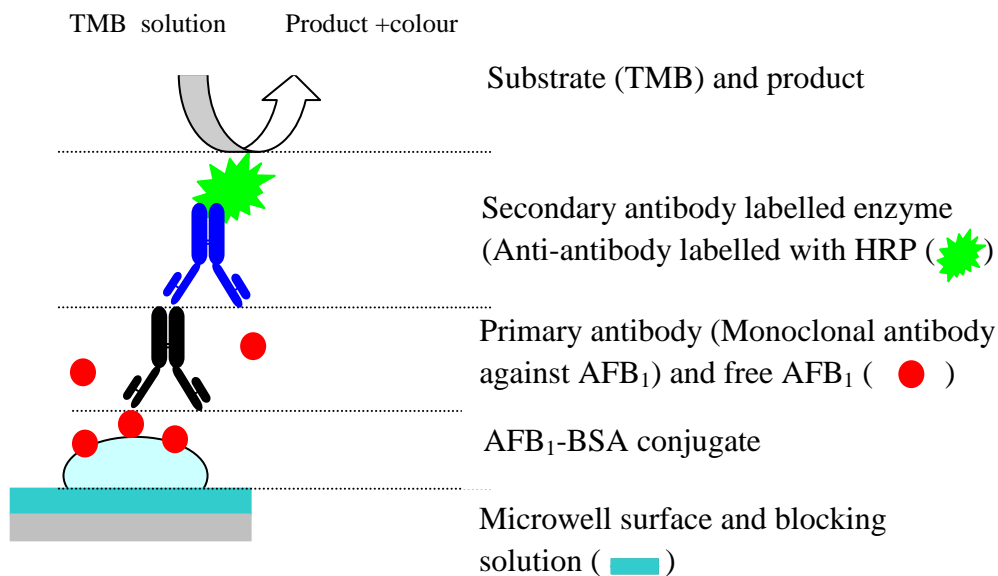 TMB solution Product +colour
Substrate (TMB) and product
Secondary antibody labelled enzyme
(Anti-antibody labelled with HRP ( )
Primary antibody (Monoclonal antibody
against AFB₁) and free AFB₁ ( )
AFB₁-BSA conjugate
Microwell surface and blocking
solution ( )